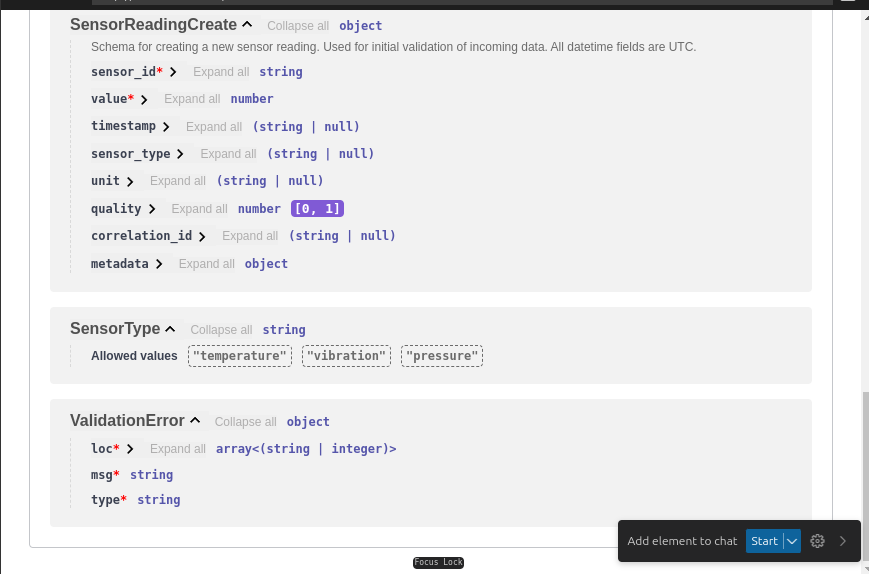 SensorReadingCreate Collapse all object
Schema for creating a new sensor reading. Used for initial validation of incoming data. All datetime fields are UTC.
sensor_id* Expand all string
value* Expand all number
timestamp Expand all (string | null)
sensor_type Expand all (string | null)
unit Expand all (string | null)
quality Expand all number [0, 1]
correlation_id Expand all (string | null)
metadata Expand all object
SensorType Collapse all string
Allowed values "temperature" "vibration" "pressure"
ValidationError Collapse all object
loc* Expand all array<(string | integer)>
msg* string
type* string
Add element to chat Start
Focus Lock